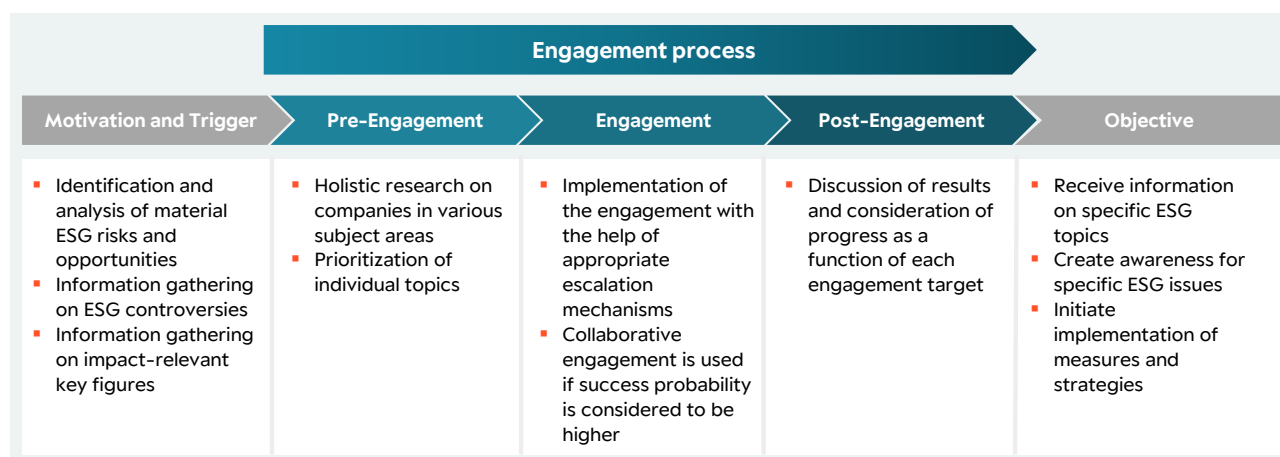 Engagement process
Motivation and Trigger
Pre-Engagement
Engagement
Post-Engagement
Objective
▪ Identification and
analysis of material
ESG risks and
opportunities
▪ Information gathering
on ESG controversies
▪ Information gathering
on impact-relevant
key figures
▪ Holistic research on
companies in various
subject areas
▪ Prioritization of
individual topics
▪ Implementation of
the engagement with
the help of
appropriate
escalation
mechanisms
▪ Collaborative
engagement is used
if success probability
is considered to be
higher
▪ Discussion of results
and consideration of
progress as a
function of each
engagement target
▪ Receive information
on specific ESG
topics
▪ Create awareness for
specific ESG issues
▪ Initiate
implementation of
measures and
strategies